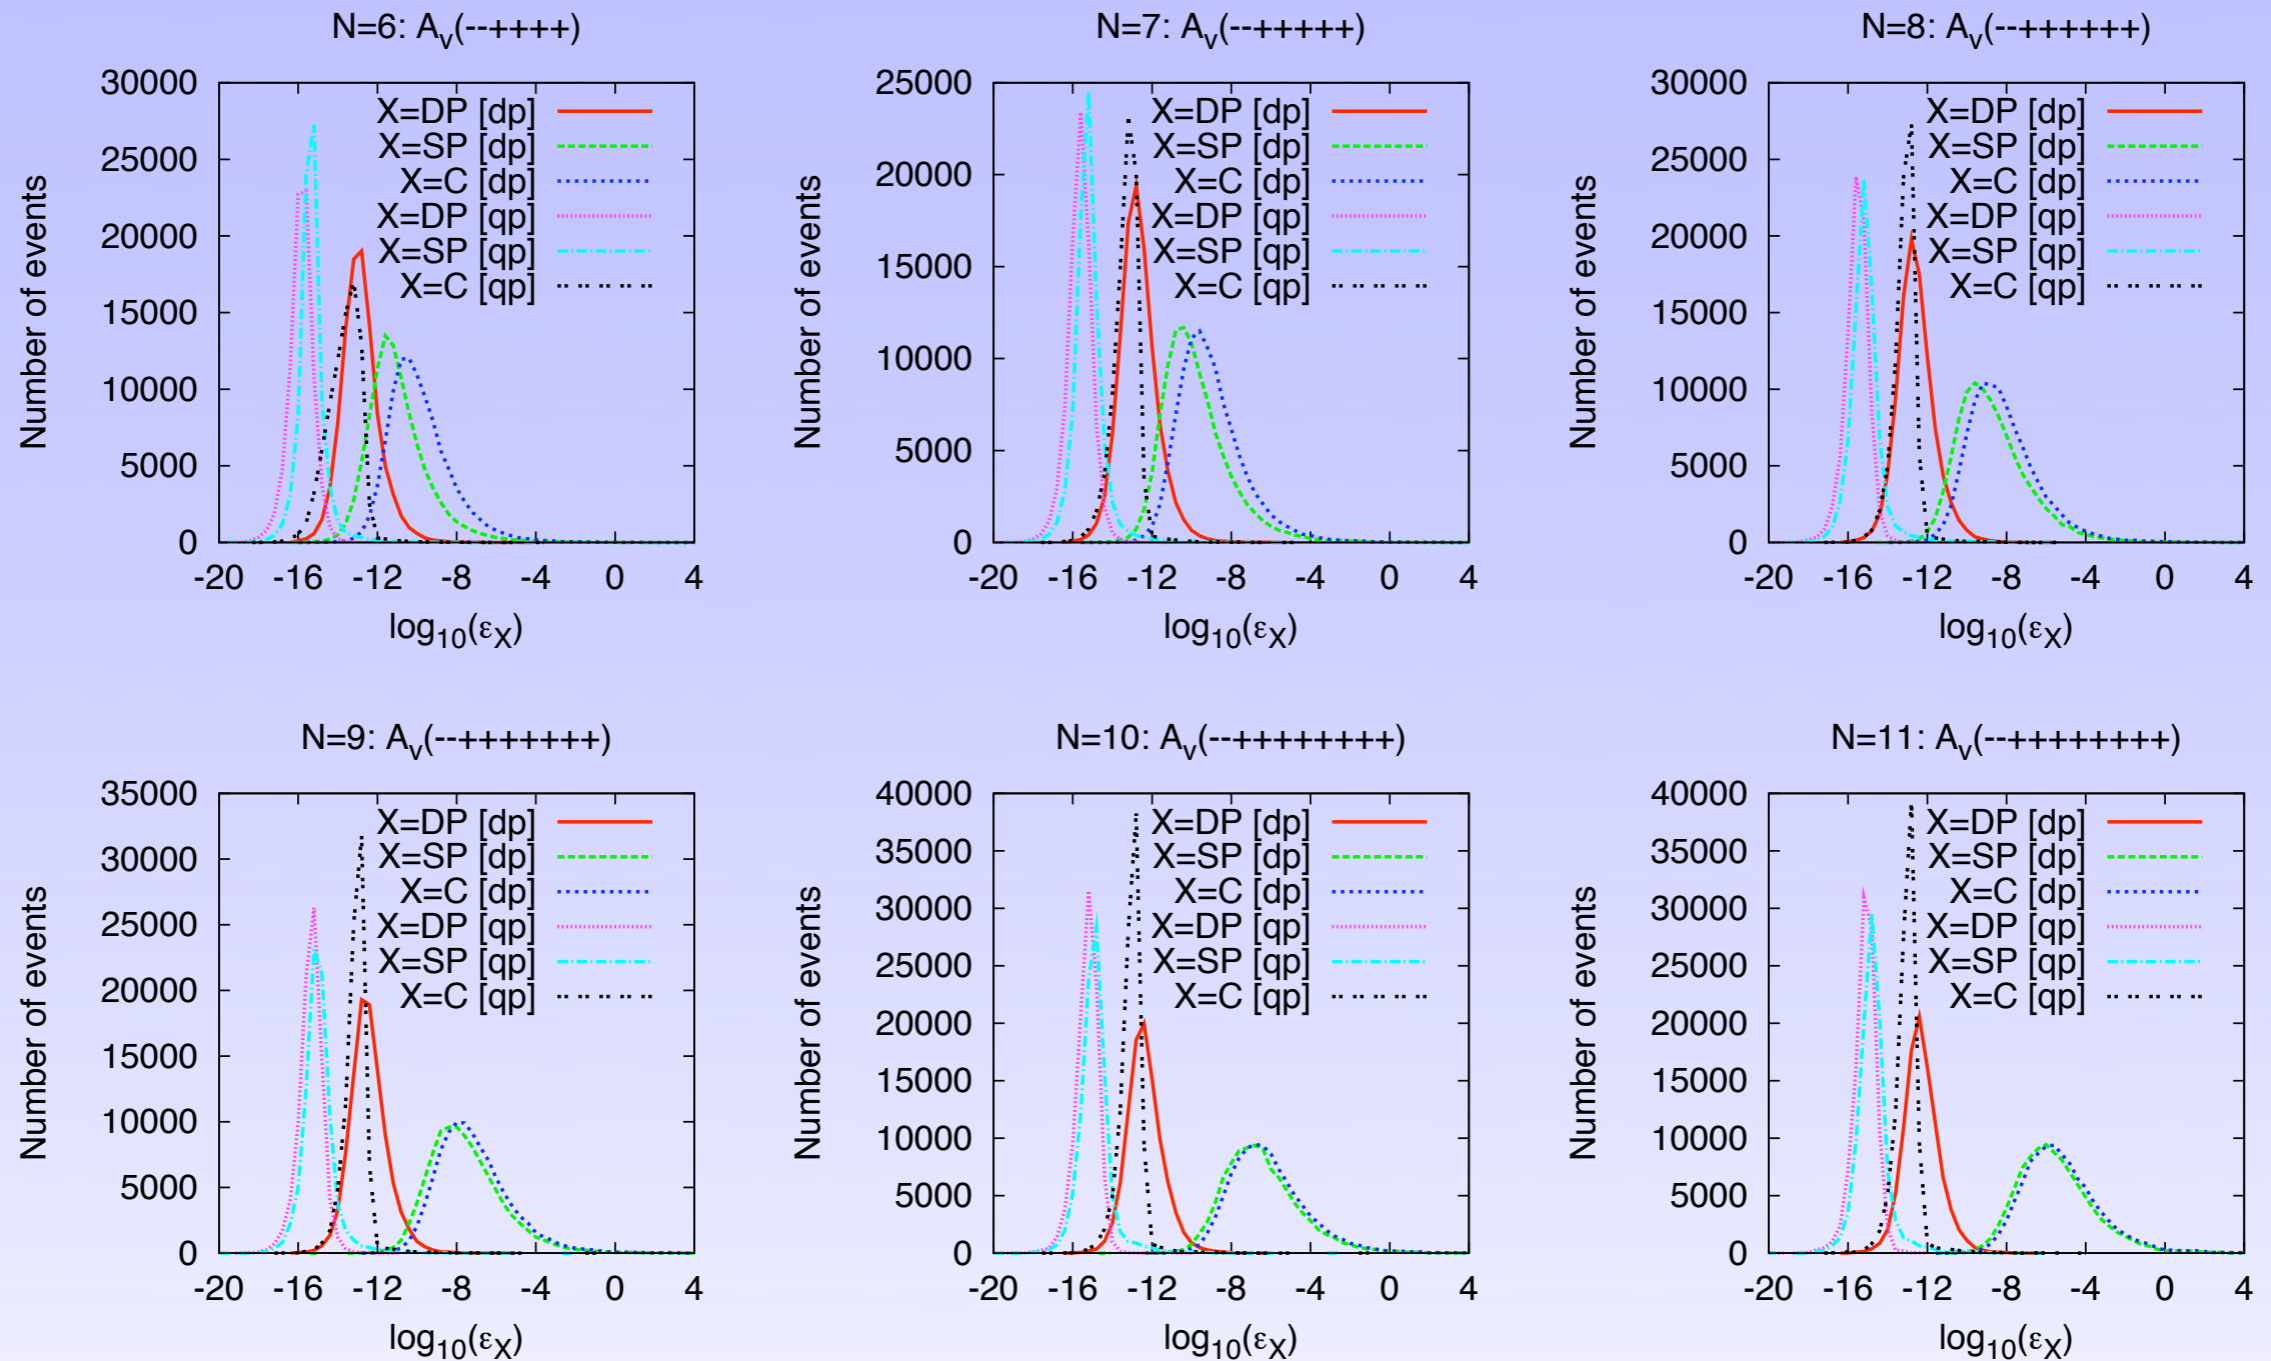 N=6: Av(--++++)
30000
25000
20000
15000
10000
5000
0
Number of events
X=DP [dp]
X=SP [dp]
X=C [dp]
X=DP [qp]
X=SP [qp]
X=C [qp]
-20 -16 -12 -8 -4 0 4
log10(εX)
N=7: Av(--+++++)
25000
20000
15000
10000
5000
0
Number of events
X=DP [dp]
X=SP [dp]
X=C [dp]
X=DP [qp]
X=SP [qp]
X=C [qp]
-20 -16 -12 -8 -4 0 4
log10(εX)
N=8: Av(--++++++)
30000
25000
20000
15000
10000
5000
0
Number of events
X=DP [dp]
X=SP [dp]
X=C [dp]
X=DP [qp]
X=SP [qp]
X=C [qp]
-20 -16 -12 -8 -4 0 4
log10(εX)
N=9: Av(--+++++++)
35000
30000
25000
20000
15000
10000
5000
0
Number of events
X=DP [dp]
X=SP [dp]
X=C [dp]
X=DP [qp]
X=SP [qp]
X=C [qp]
-20 -16 -12 -8 -4 0 4
log10(εX)
N=10: Av(--++++++++)
40000
35000
30000
25000
20000
15000
10000
5000
0
Number of events
X=DP [dp]
X=SP [dp]
X=C [dp]
X=DP [qp]
X=SP [qp]
X=C [qp]
-20 -16 -12 -8 -4 0 4
log10(εX)
N=11: Av(--++++++++)
40000
35000
30000
25000
20000
15000
10000
5000
0
Number of events
X=DP [dp]
X=SP [dp]
X=C [dp]
X=DP [qp]
X=SP [qp]
X=C [qp]
-20 -16 -12 -8 -4 0 4
log10(εX)